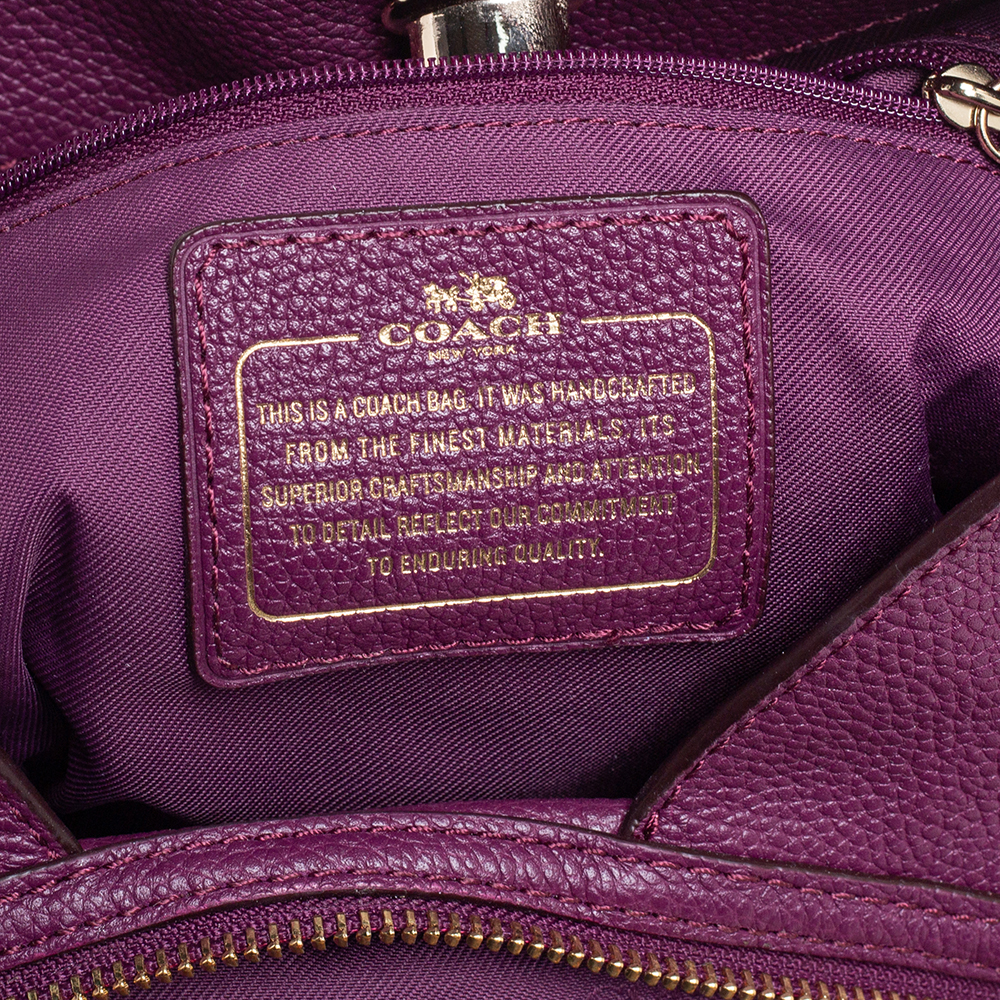 COACH
NEW YORK
THIS IS A COACH BAG. IT WAS HANDCRAFTED
FROM THE FINEST MATERIALS. ITS
SUPERIOR CRAFTSMANSHIP AND ATTENTION
TO DETAIL REFLECT OUR COMMITMENT
TO ENDURING QUALITY.